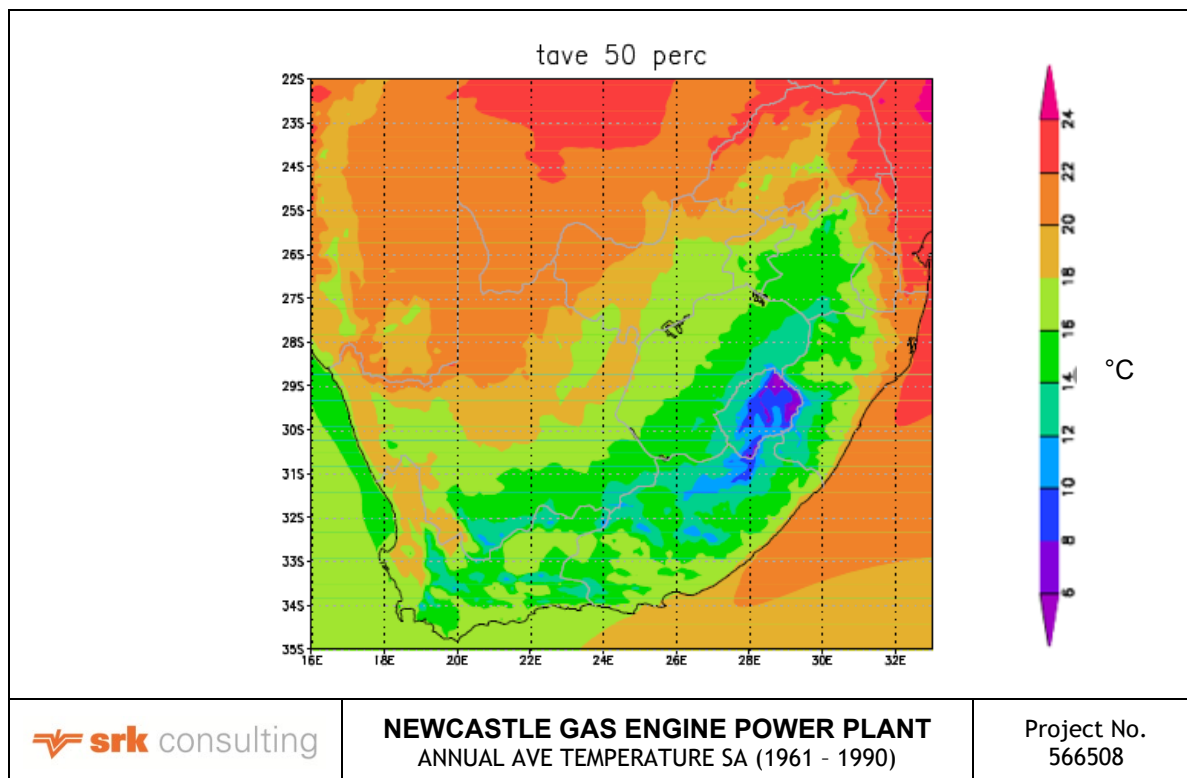 tave 50 perc
22S
23S
24S
25S
26S
27S
28S
29S
30S
31S
32S
33S
34S
35S
16E 18E 20E 22E 24E 26E 28E 30E 32E
24
22
20
18
16
14
12
10
8
6
°C
srk consulting
NEWCASTLE GAS ENGINE POWER PLANT
ANNUAL AVE TEMPERATURE SA (1961 – 1990)
Project No.
566508